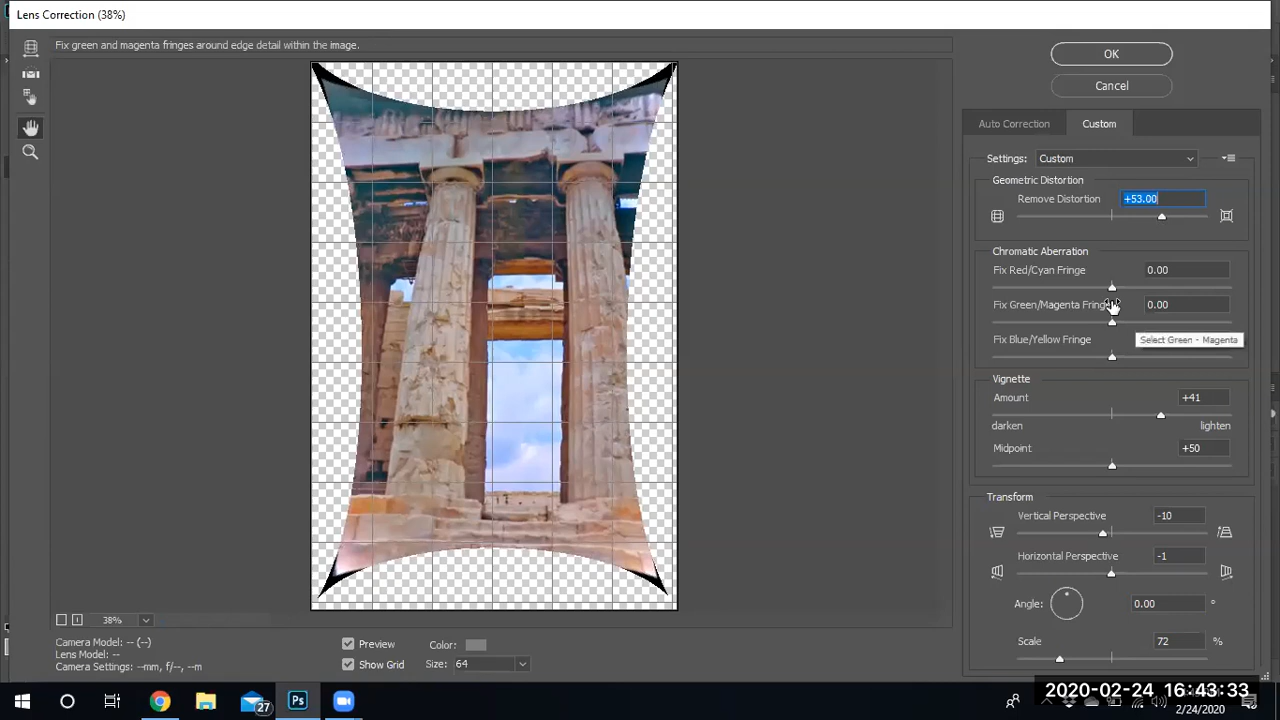 Lens Correction (38%)
Fix green and magenta fringes around edge detail within the image.
OK
Cancel
Auto Correction
Custom
Settings:
Custom
Geometric Distortion
Remove Distortion
+53.00
Chromatic Aberration
Fix Red/Cyan Fringe
0.00
Fix Green/Magenta Fringe
0.00
Fix Blue/Yellow Fringe
Select Green - Magenta
Vignette
Amount
+41
darken
lighten
Midpoint
+50
Transform
Vertical Perspective
-10
Horizontal Perspective
-1
Angle:
0.00
°
Scale
72
%
38%
Camera Model: -- (--)
Lens Model: --
Camera Settings: --mm, f/--, --m
Preview
Color:
Show Grid
Size: 64
27
Ps
2020-02-24 16:43:33
2/24/2020